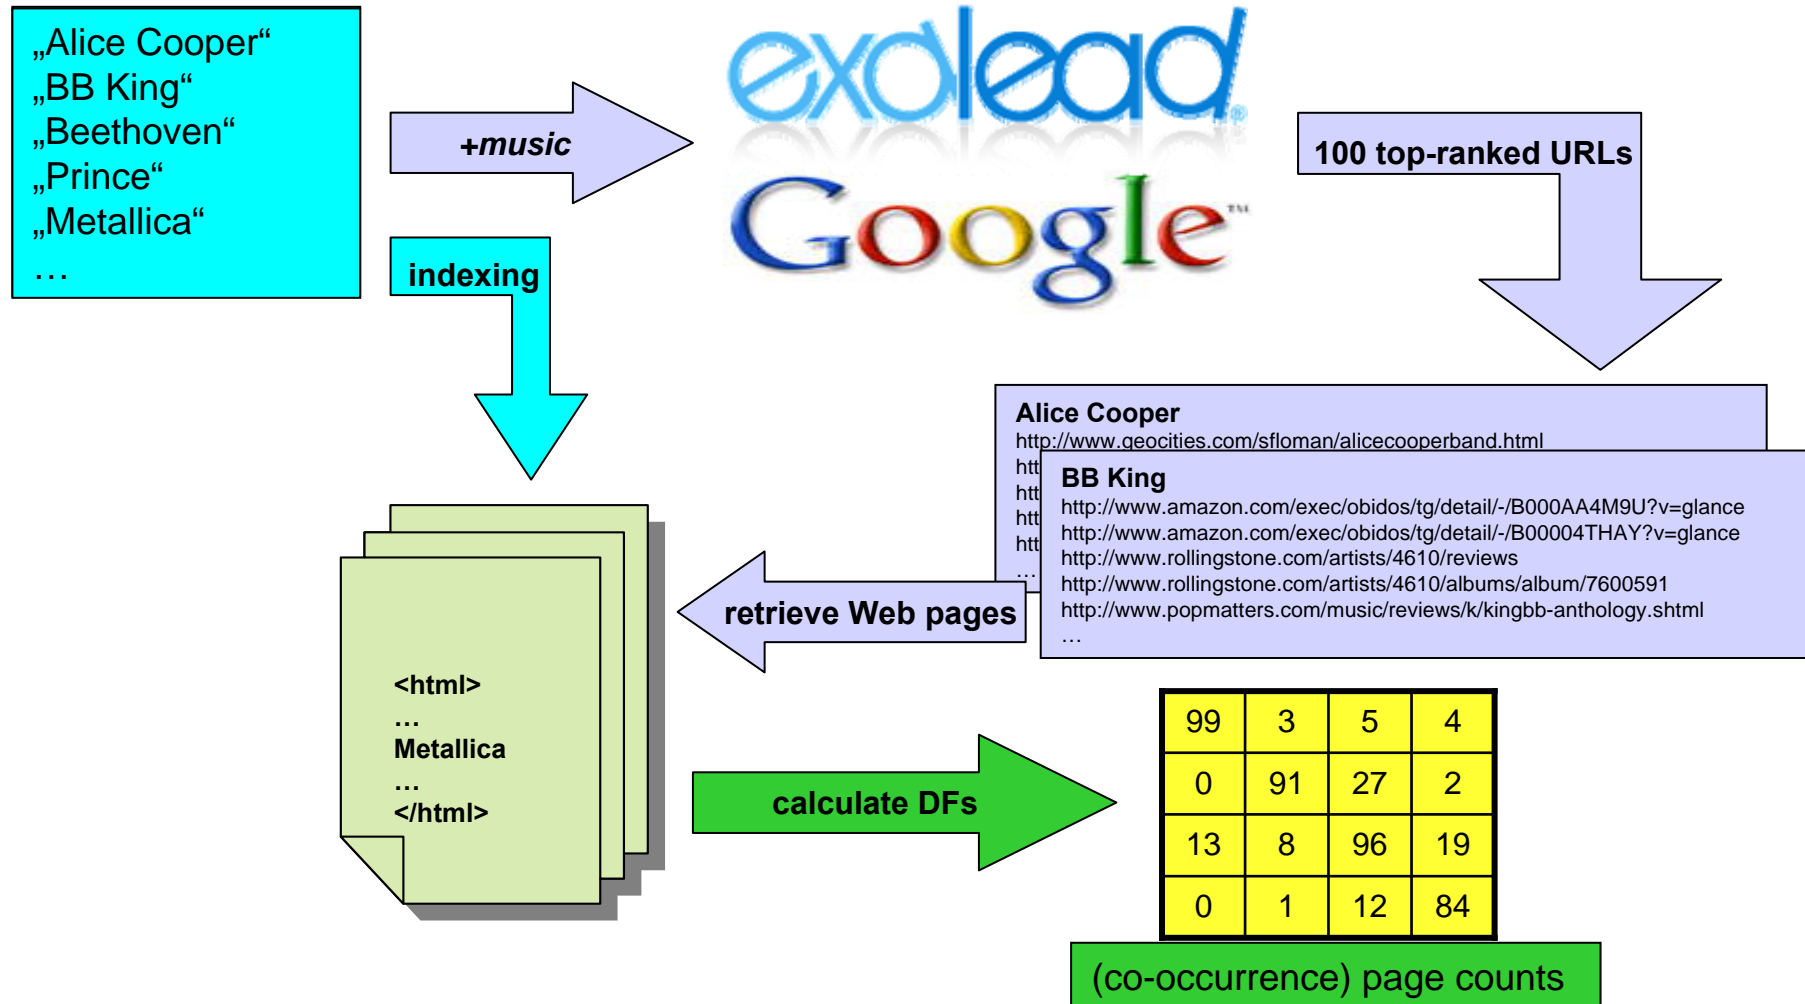 „Alice Cooper“
„BB King“
„Beethoven“
„Prince“
„Metallica“
…
+music
exalead®
Google™
100 top-ranked URLs
indexing
Alice Cooper
http://www.geocities.com/sfloman/alicecooperband.html
htt
htt
htt
htt
…
BB King
http://www.amazon.com/exec/obidos/tg/detail/-/B000AA4M9U?v=glance
http://www.amazon.com/exec/obidos/tg/detail/-/B00004THAY?v=glance
http://www.rollingstone.com/artists/4610/reviews
http://www.rollingstone.com/artists/4610/albums/album/7600591
http://www.popmatters.com/music/reviews/k/kingbb-anthology.shtml
…
retrieve Web pages
<html>
…
Metallica
…
</html>
calculate DFs
99 3 5 4
0 91 27 2
13 8 96 19
0 1 12 84
(co-occurrence) page counts